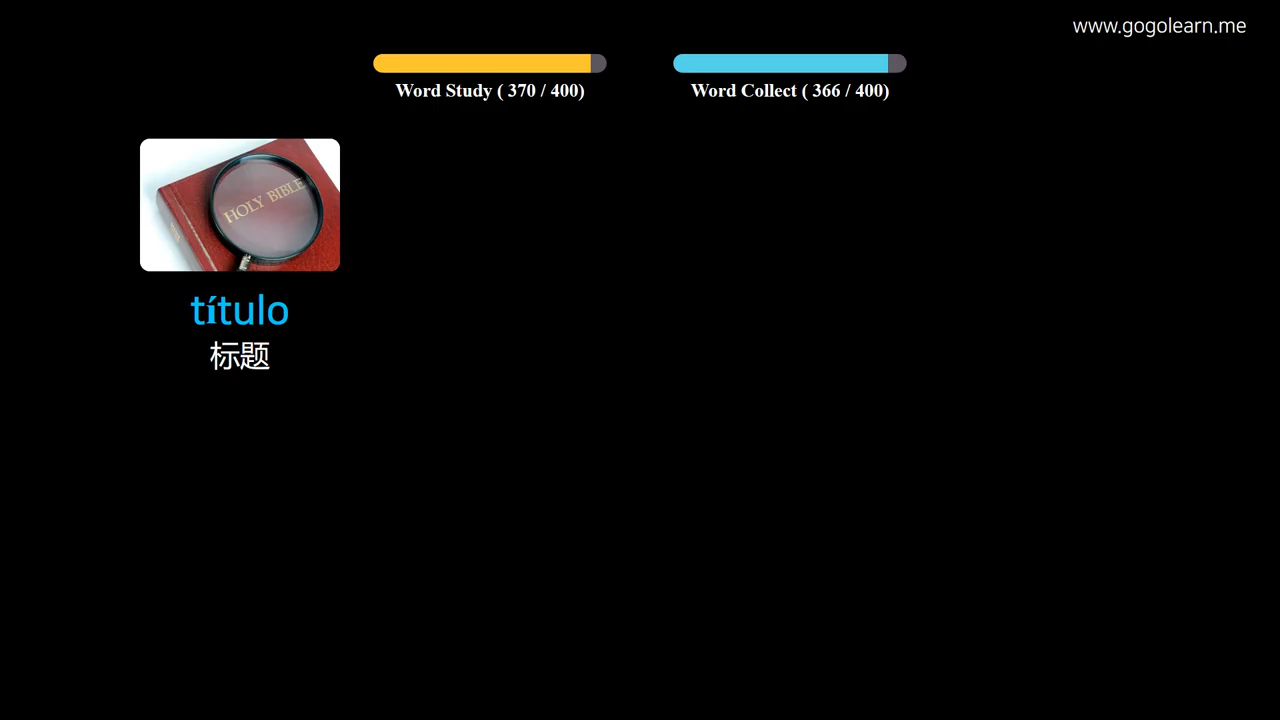 www.gogolearn.me
Word Study ( 370 / 400)
Word Collect ( 366 / 400)
HOLY BIBLE
título
标题